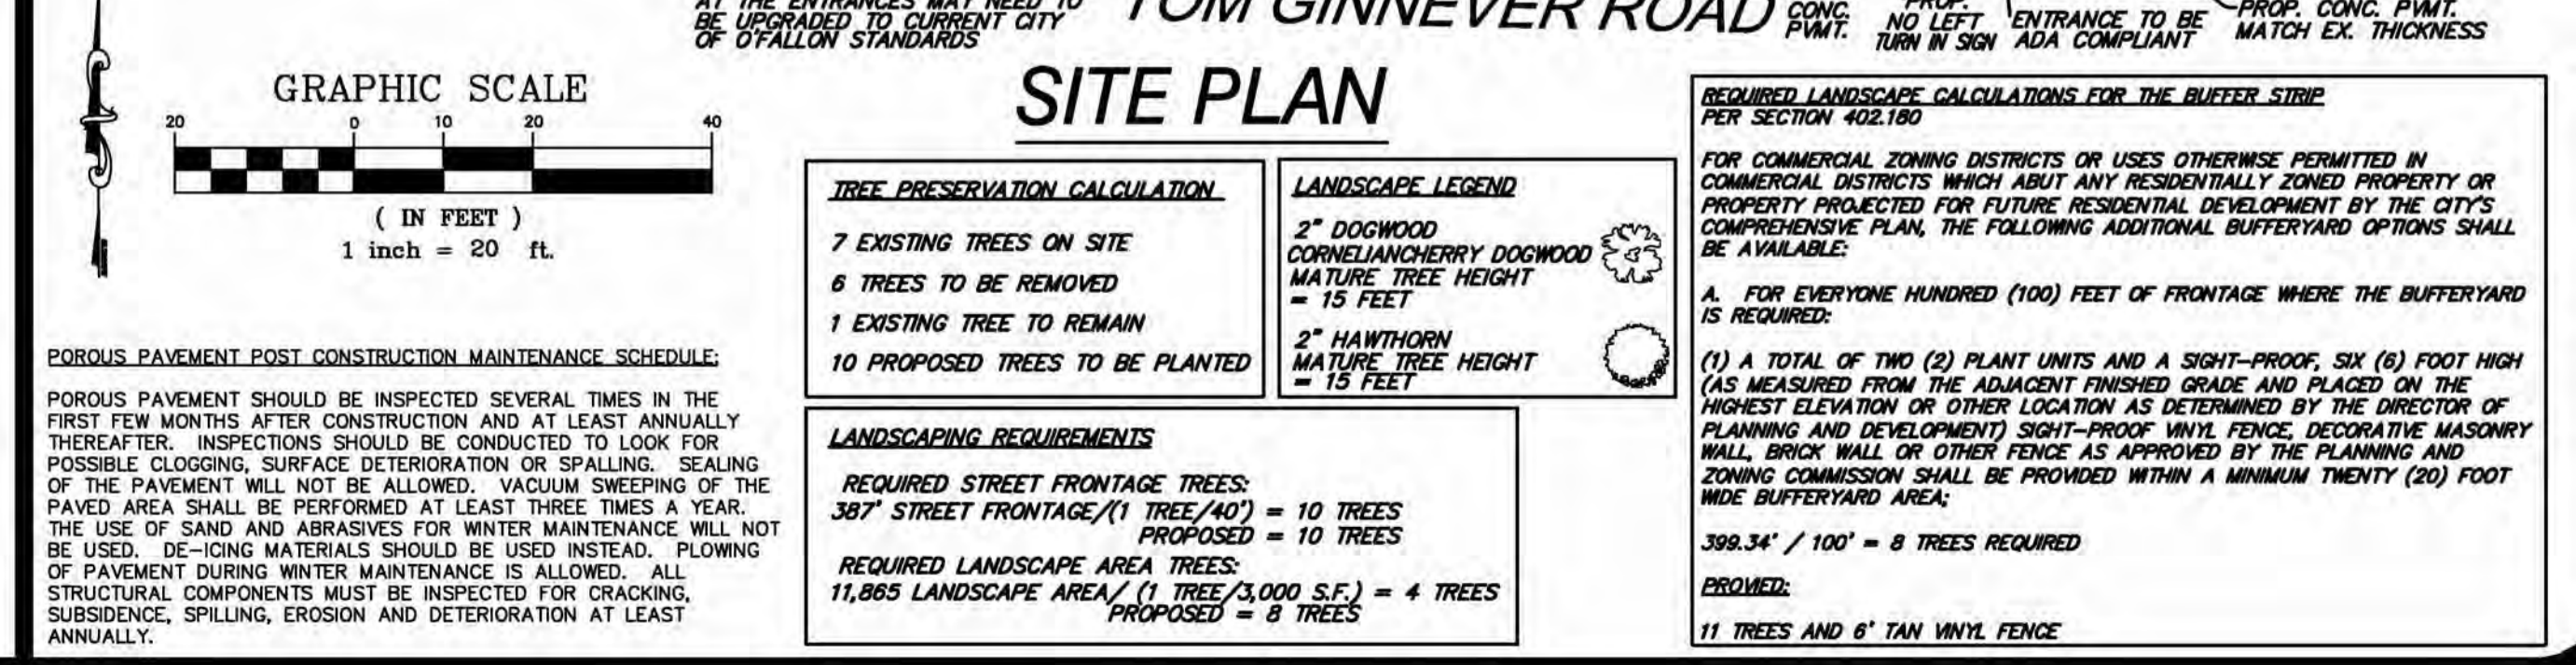 AT THE ENTRANCES MAY NEED TO
BE UPGRADED TO CURRENT CITY
OF O'FALLON STANDARDS
TOM GINNEVER ROAD
CONC.
PVMT.
PROP.
NO LEFT
TURN IN SIGN
ENTRANCE TO BE
ADA COMPLIANT
PROP. CONC. PVMT.
MATCH EX. THICKNESS
GRAPHIC SCALE
20 0 10 20 40
( IN FEET )
1 inch = 20 ft.
SITE PLAN
POROUS PAVEMENT POST CONSTRUCTION MAINTENANCE SCHEDULE:
POROUS PAVEMENT SHOULD BE INSPECTED SEVERAL TIMES IN THE
FIRST FEW MONTHS AFTER CONSTRUCTION AND AT LEAST ANNUALLY
THEREAFTER. INSPECTIONS SHOULD BE CONDUCTED TO LOOK FOR
POSSIBLE CLOGGING, SURFACE DETERIORATION OR SPALLING. SEALING
OF THE PAVEMENT WILL NOT BE ALLOWED. VACUUM SWEEPING OF THE
PAVED AREA SHALL BE PERFORMED AT LEAST THREE TIMES A YEAR.
THE USE OF SAND AND ABRASIVES FOR WINTER MAINTENANCE WILL NOT
BE USED. DE-ICING MATERIALS SHOULD BE USED INSTEAD. PLOWING
OF PAVEMENT DURING WINTER MAINTENANCE IS ALLOWED. ALL
STRUCTURAL COMPONENTS MUST BE INSPECTED FOR CRACKING,
SUBSIDENCE, SPILLING, EROSION AND DETERIORATION AT LEAST
ANNUALLY.
TREE PRESERVATION CALCULATION
7 EXISTING TREES ON SITE
6 TREES TO BE REMOVED
1 EXISTING TREE TO REMAIN
10 PROPOSED TREES TO BE PLANTED
LANDSCAPE LEGEND
2" DOGWOOD
CORNELIANCHERRY DOGWOOD
MATURE TREE HEIGHT
= 15 FEET
2" HAWTHORN
MATURE TREE HEIGHT
= 15 FEET
LANDSCAPING REQUIREMENTS
REQUIRED STREET FRONTAGE TREES:
387' STREET FRONTAGE/(1 TREE/40') = 10 TREES
PROPOSED = 10 TREES
REQUIRED LANDSCAPE AREA TREES:
11,865 LANDSCAPE AREA/ (1 TREE/3,000 S.F.) = 4 TREES
PROPOSED = 8 TREES
REQUIRED LANDSCAPE CALCULATIONS FOR THE BUFFER STRIP
PER SECTION 402.180
FOR COMMERCIAL ZONING DISTRICTS OR USES OTHERWISE PERMITTED IN
COMMERCIAL DISTRICTS WHICH ABUT ANY RESIDENTIALLY ZONED PROPERTY OR
PROPERTY PROJECTED FOR FUTURE RESIDENTIAL DEVELOPMENT BY THE CITY'S
COMPREHENSIVE PLAN, THE FOLLOWING ADDITIONAL BUFFERYARD OPTIONS SHALL
BE AVAILABLE:
A. FOR EVERYONE HUNDRED (100) FEET OF FRONTAGE WHERE THE BUFFERYARD
IS REQUIRED:
(1) A TOTAL OF TWO (2) PLANT UNITS AND A SIGHT-PROOF, SIX (6) FOOT HIGH
(AS MEASURED FROM THE ADJACENT FINISHED GRADE AND PLACED ON THE
HIGHEST ELEVATION OR OTHER LOCATION AS DETERMINED BY THE DIRECTOR OF
PLANNING AND DEVELOPMENT) SIGHT-PROOF VINYL FENCE, DECORATIVE MASONRY
WALL, BRICK WALL OR OTHER FENCE AS APPROVED BY THE PLANNING AND
ZONING COMMISSION SHALL BE PROVIDED WITHIN A MINIMUM TWENTY (20) FOOT
WIDE BUFFERYARD AREA;
399.34' / 100' = 8 TREES REQUIRED
PROVIED:
11 TREES AND 6' TAN VINYL FENCE